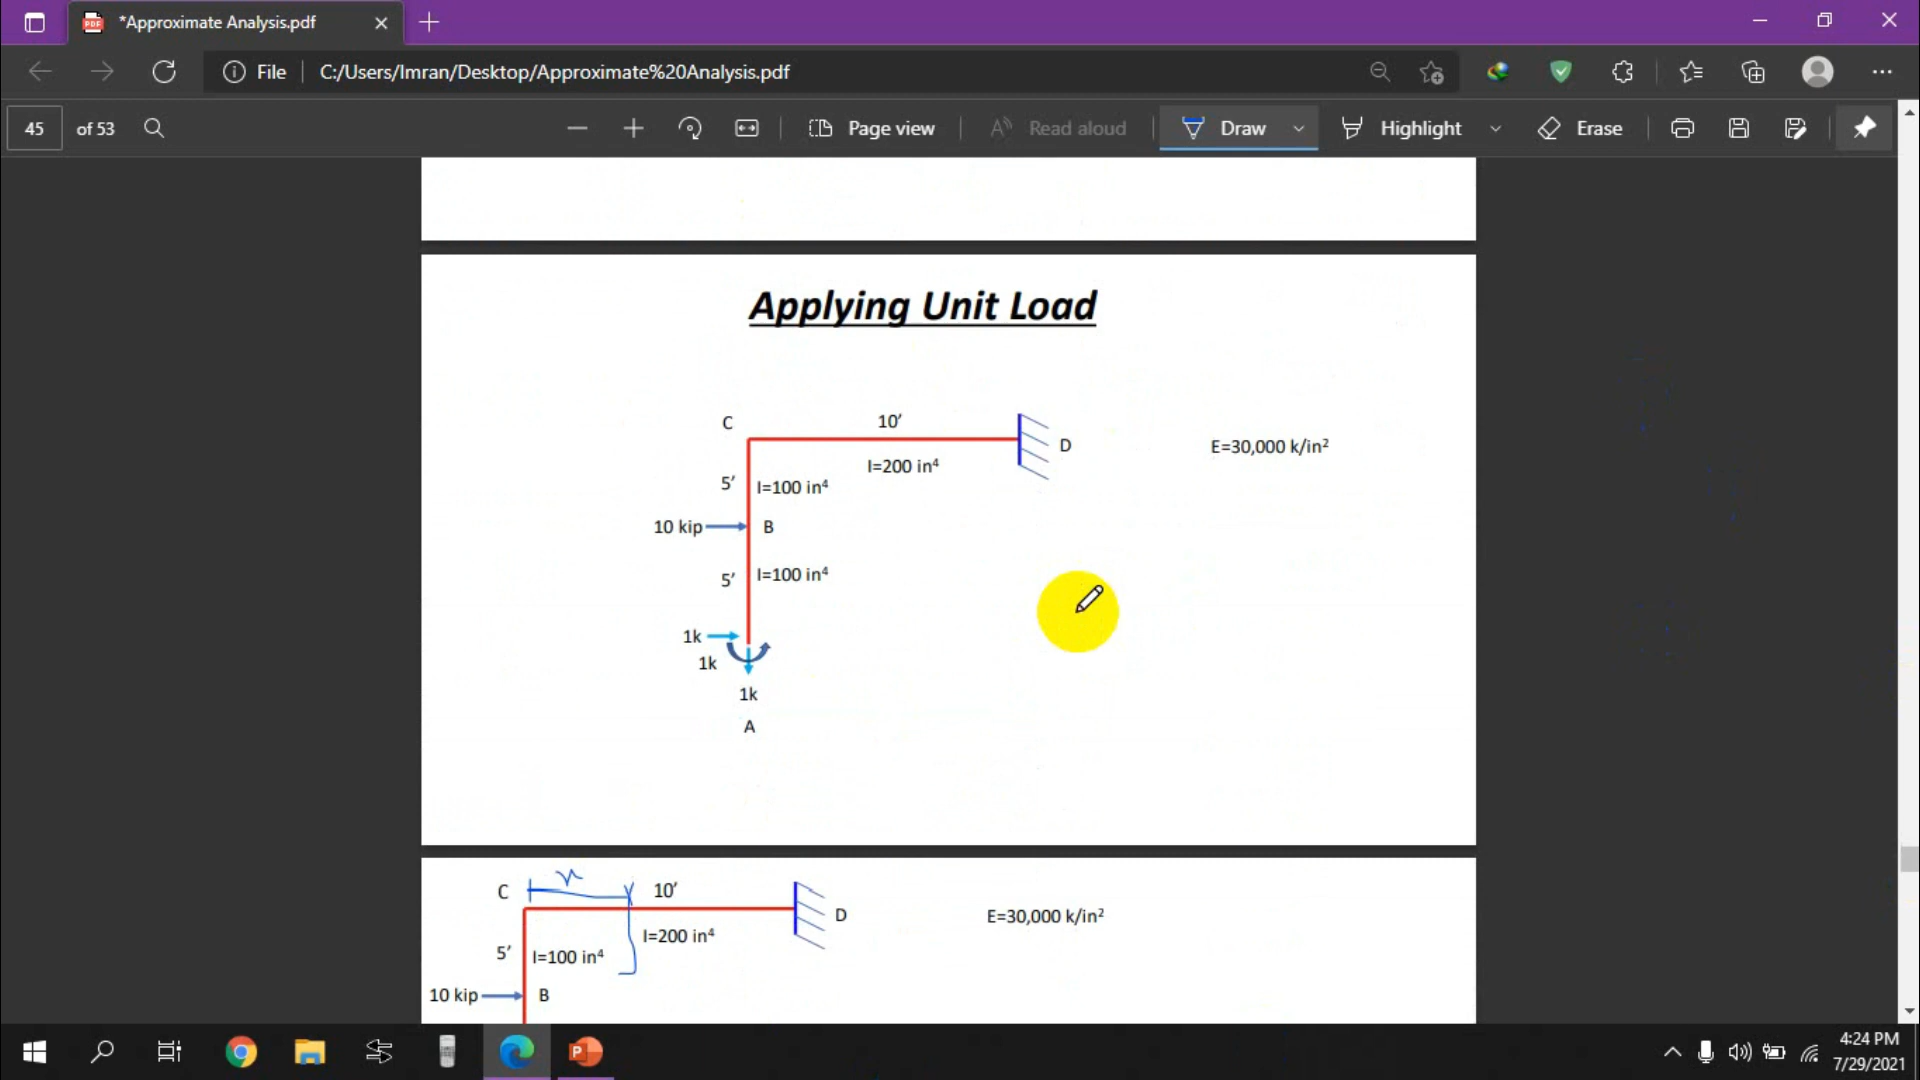 *Approximate Analysis.pdf
File C:/Users/Imran/Desktop/Approximate%20Analysis.pdf
45 of 53 Page view Read aloud Draw Highlight Erase
Applying Unit Load
C 10’ D E=30,000 k/in²
I=200 in⁴
5’ I=100 in⁴
10 kip B
5’ I=100 in⁴
1k
1k
1k
A
C x 10’ D E=30,000 k/in²
I=200 in⁴
5’ I=100 in⁴
10 kip B
4:24 PM
7/29/2021